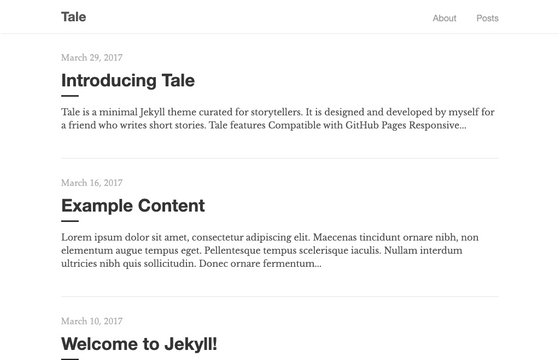 Tale
About Posts
March 29, 2017
Introducing Tale
Tale is a minimal Jekyll theme curated for storytellers. It is designed and developed by myself for
a friend who writes short stories. Tale features Compatible with GitHub Pages Responsive...
March 16, 2017
Example Content
Lorem ipsum dolor sit amet, consectetur adipiscing elit. Maecenas tincidunt ornare nibh, non
elementum augue tempus eget. Pellentesque tempus scelerisque iaculis. Nullam interdum
ultricies nibh quis sollicitudin. Donec ornare fermentum...
March 10, 2017
Welcome to Jekyll!